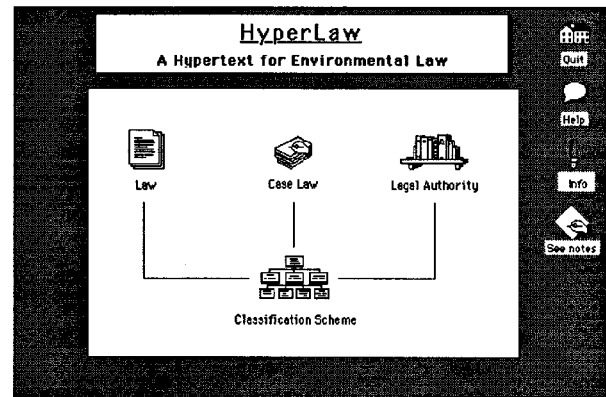 HyperLaw
A Hypertext for Environmental Law
Quit
Help
Info
See notes
Law
Case Law
Legal Authority
Classification Scheme